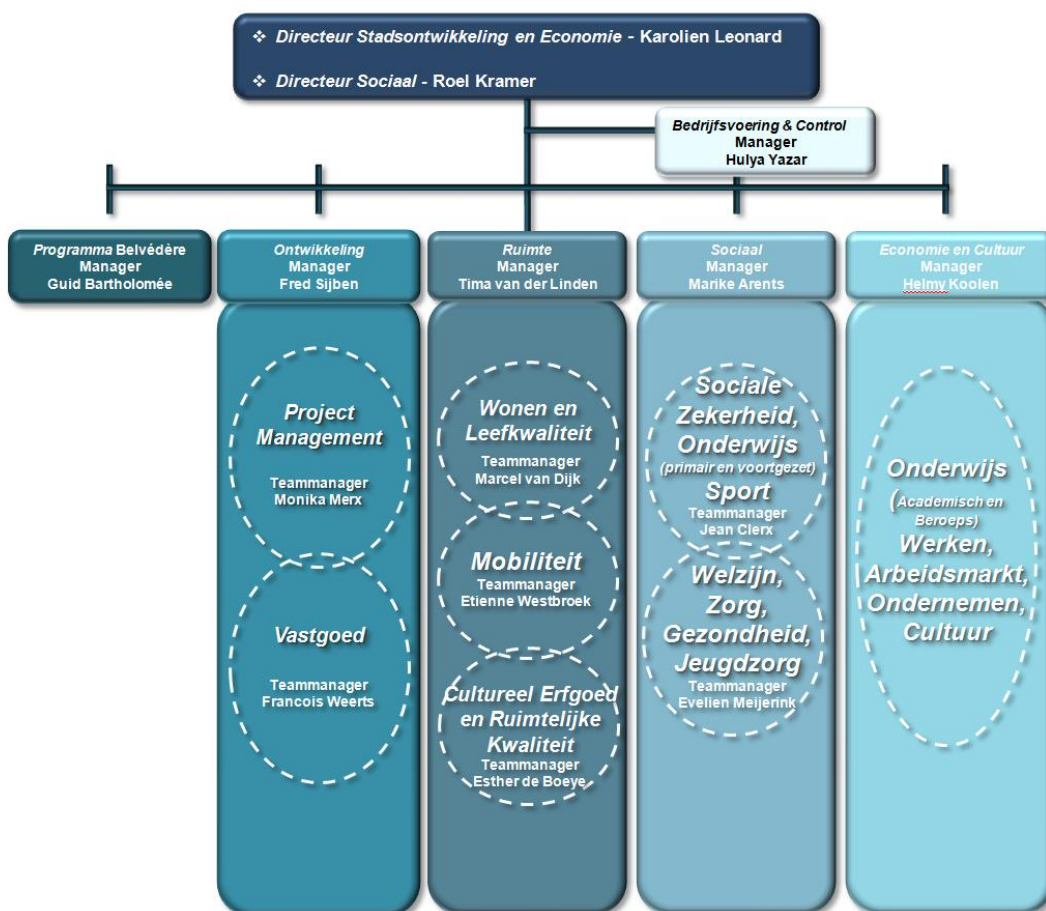 ❖ Directeur Stadsontwikkeling en Economie - Karolien Leonard
❖ Directeur Sociaal - Roel Kramer
Bedrijfsvoering & Control
Manager
Hulya Yazar
Programma Belvédère
Manager
Guid Bartholomée
Ontwikkeling
Manager
Fred Sijben
Ruimte
Manager
Tima van der Linden
Sociaal
Manager
Marike Arents
Economie en Cultuur
Manager
Helmy Koolen
Project
Management
Teammanager
Monika Merx
Vastgoed
Teammanager
Francois Weerts
Wonen en
Leefkwaliteit
Teammanager
Marcel van Dijk
Mobiliteit
Teammanager
Etienne Westbroek
Cultureel Erfgoed
en Ruimtelijke
Kwaliteit
Teammanager
Esther de Boeye
Sociale
Zekerheid,
Onderwijs
(primair en voortgezet)
Sport
Teammanager
Jean Clerx
Welzijn,
Zorg,
Gezondheid,
Jeugdzorg
Teammanager
Evelien Meijerink
Onderwijs
(Academisch en
Beroeps)
Werken,
Arbeidsmarkt,
Ondernemen,
Cultuur